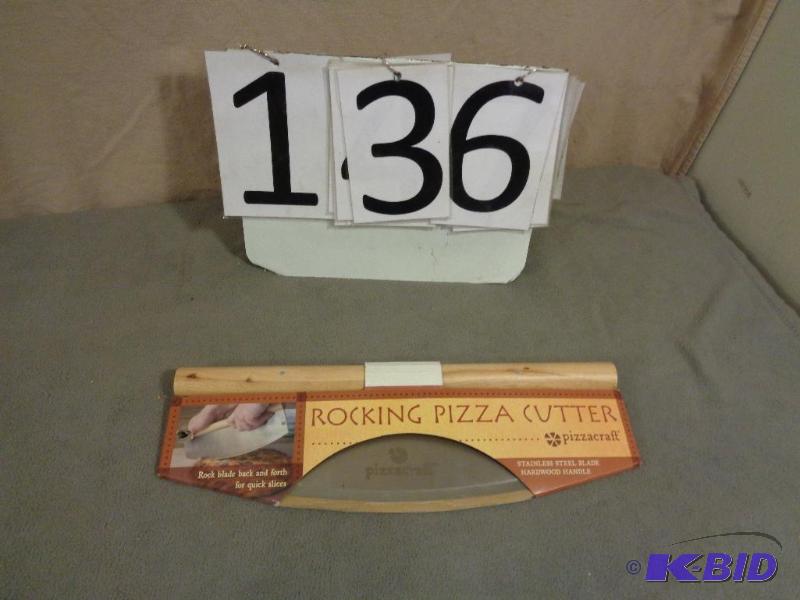 136
ROCKING PIZZA CUTTER
pizzacraft
Rock blade back and forth
for quick slices
pizzacraft
STAINLESS STEEL BLADE
HARDWOOD HANDLE
© K-BID